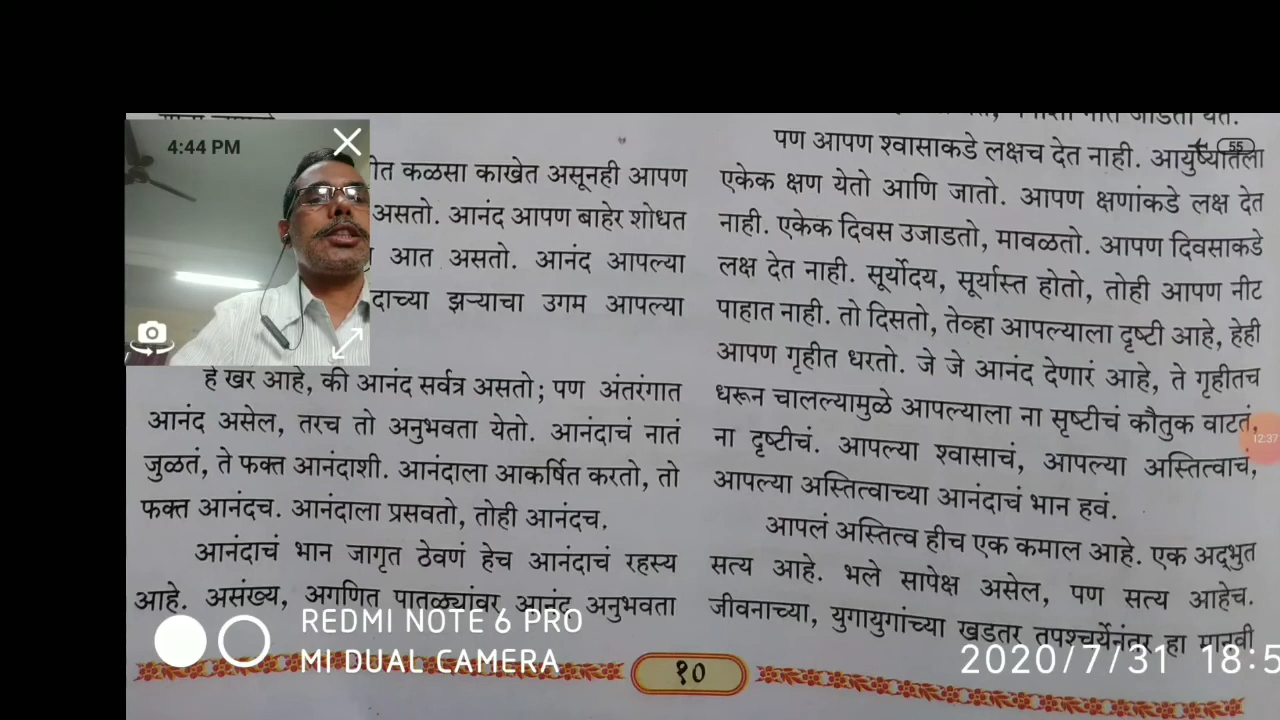 4:44 PM
कळसा काखेत असूनही आपण
असतो. आनंद आपण बाहेर शोधत
आत असतो. आनंद आपल्या
झऱ्याचा उगम आपल्या
हे खरं आहे, की आनंद सर्वत्र असतो; पण अंतरंगात
आनंद असेल, तरच तो अनुभवता येतो. आनंदाचं नातं
जुळतं, ते फक्त आनंदाशी. आनंदाला आकर्षित करतो, तो
फक्त आनंदच. आनंदाला प्रसवतो, तोही आनंदच.
आनंदाचं भान जागृत ठेवणं हेच आनंदाचं रहस्य
आहे. असंख्य, अगणित पातळ्यांवर आनंद अनुभवता
पण आपण श्वासाकडे लक्षच देत नाही. आयुष्यातला
55
एकेक क्षण येतो आणि जातो. आपण क्षणांकडे लक्ष देत
नाही. एकेक दिवस उजाडतो, मावळतो. आपण दिवसाकडे
लक्ष देत नाही. सूर्योदय, सूर्यास्त होतो, तोही आपण नीट
पाहात नाही. तो दिसतो, तेव्हा आपल्याला दृष्टी आहे, हेही
आपण गृहीत धरतो. जे जे आनंद देणारं आहे, ते गृहीतच
धरून चालल्यामुळे आपल्याला ना सृष्टीचं कौतुक वाटतं,
ना दृष्टीचं. आपल्या श्वासाचं, आपल्या अस्तित्वाचं,
आपल्या अस्तित्वाच्या आनंदाचं भान हवं.
आपलं अस्तित्व हीच एक कमाल आहे. एक अद्भुत
सत्य आहे. भले सापेक्ष असेल, पण सत्य आहेच.
जीवनाच्या, युगायुगांच्या खडतर तपश्चर्येनंतर हा मानवी
12:37
REDMI NOTE 6 PRO
MI DUAL CAMERA
१०
2020/7/31 18:5